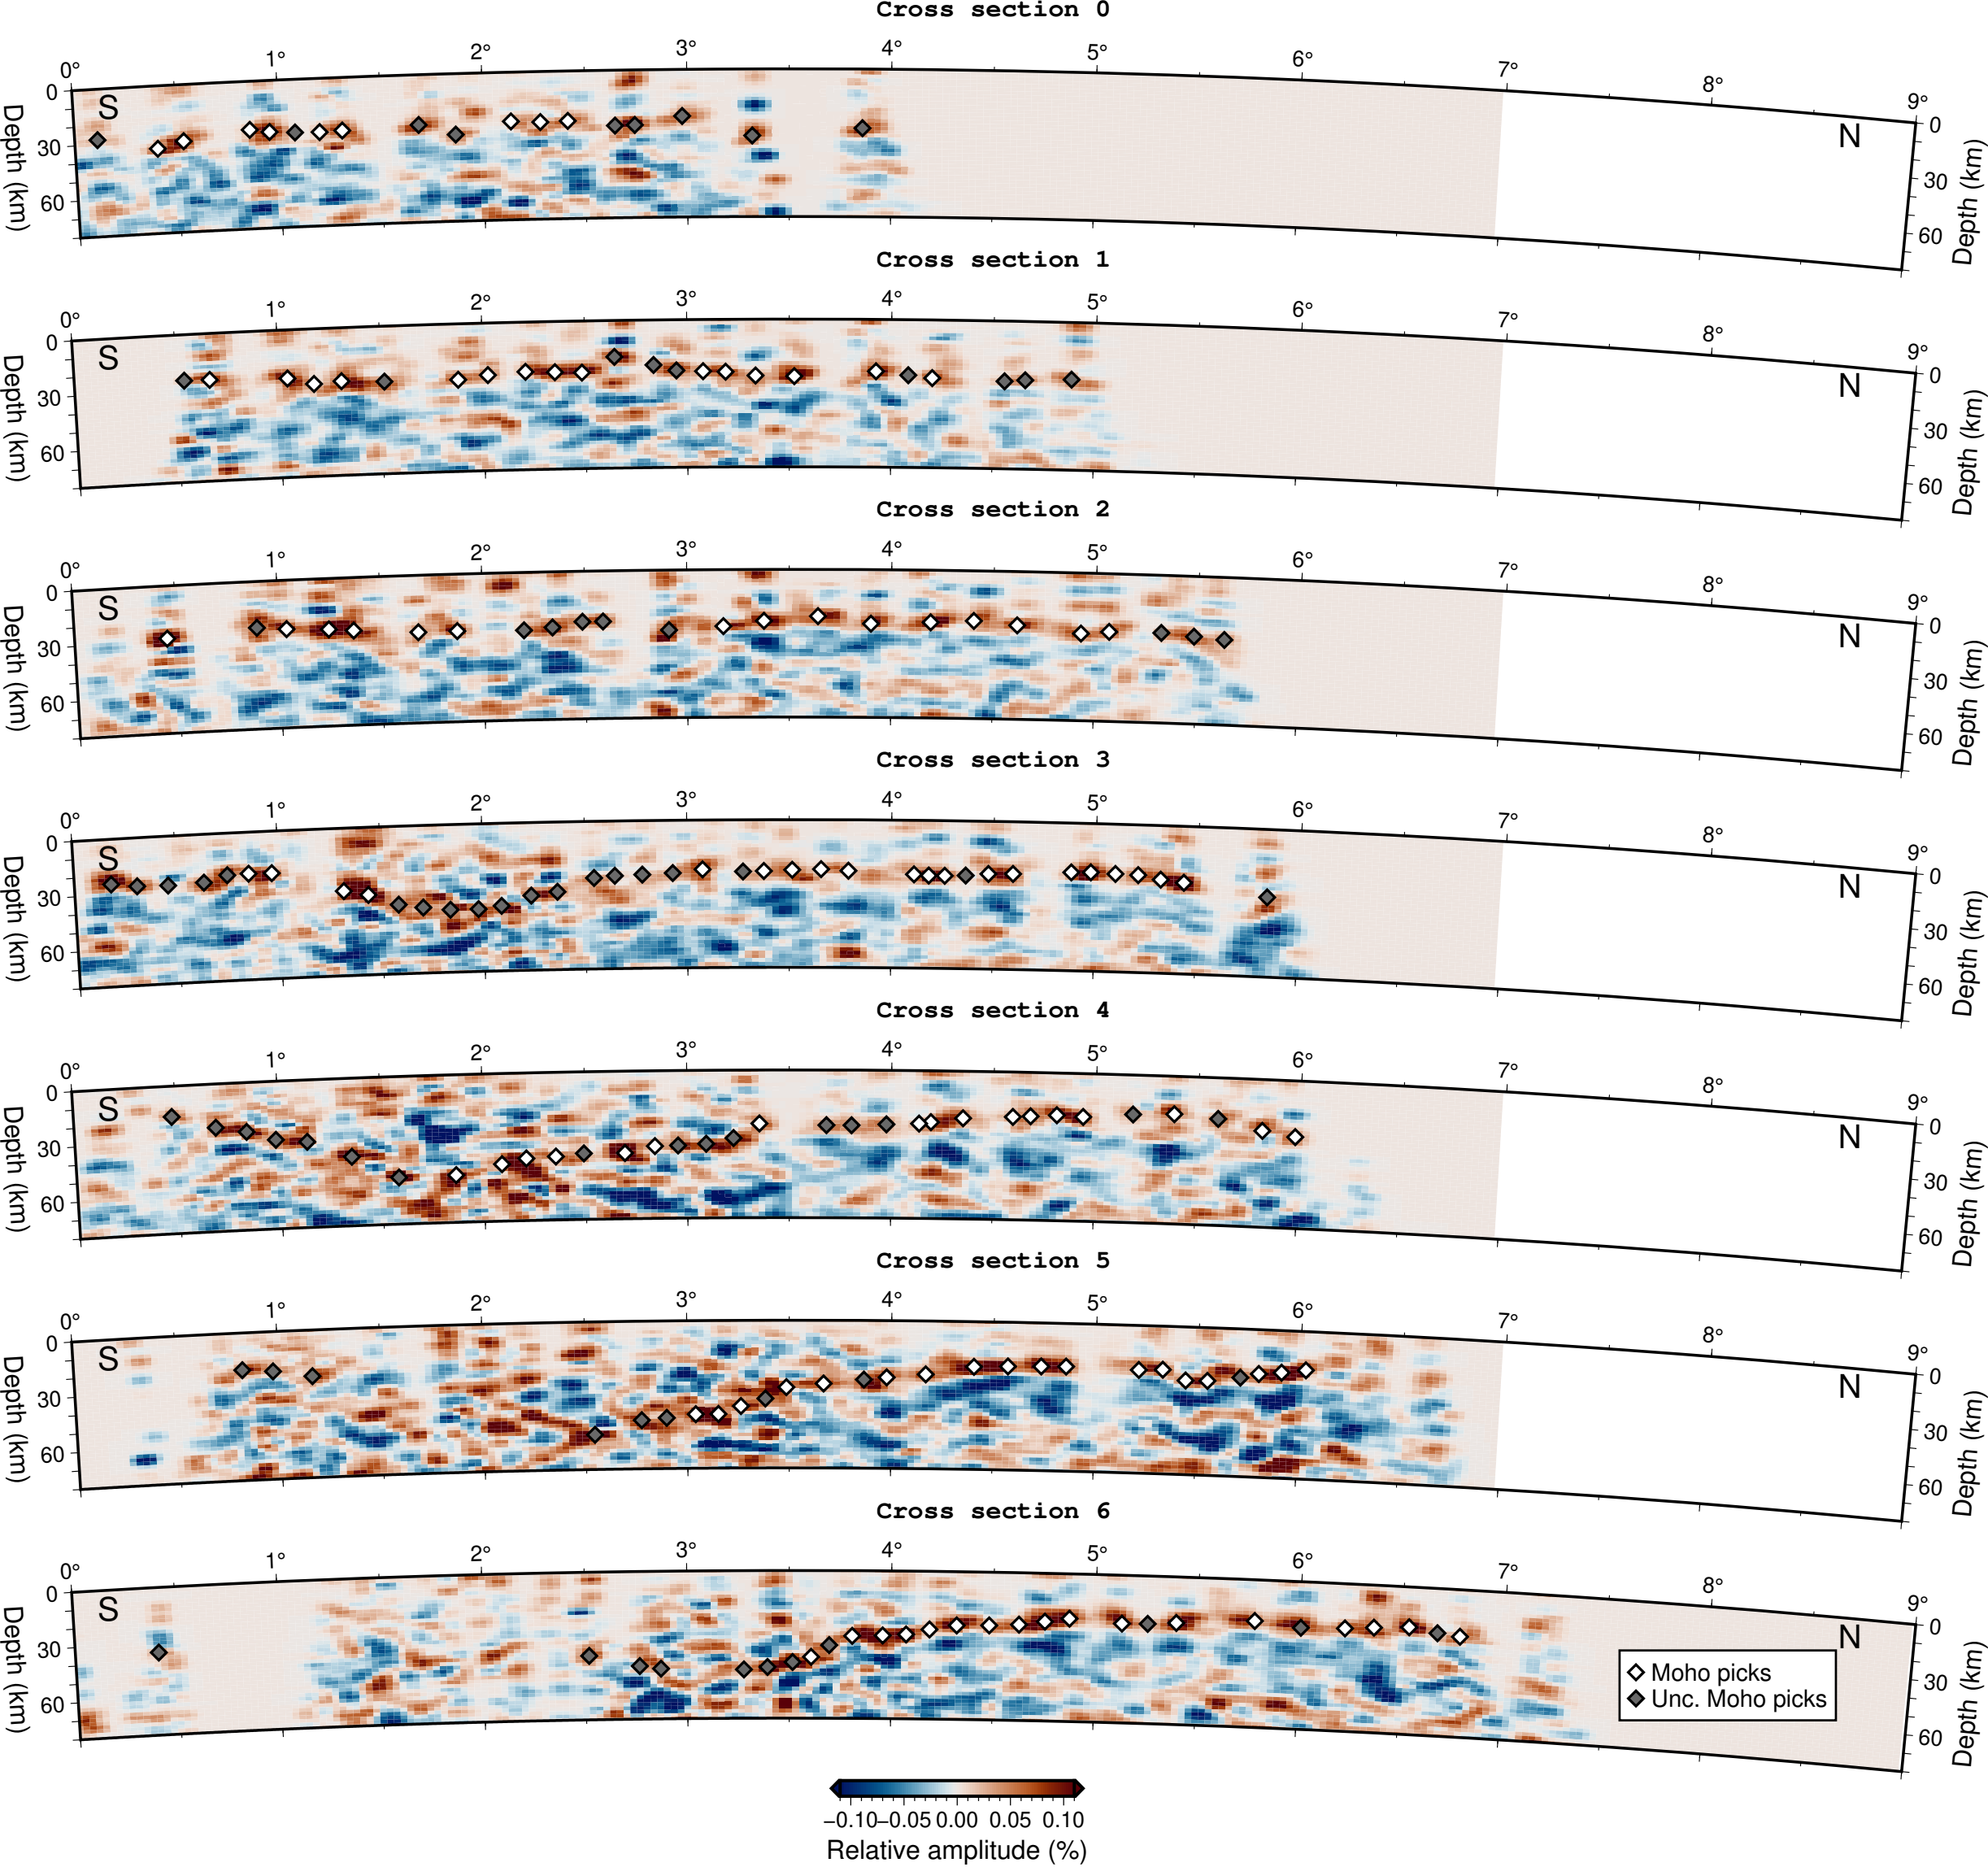 Cross section 0
0° 1° 2° 3° 4° 5° 6° 7° 8° 9°
S N
0 30 60
Depth (km)
0 30 60
Depth (km)
Cross section 1
0° 1° 2° 3° 4° 5° 6° 7° 8° 9°
S N
0 30 60
Depth (km)
0 30 60
Depth (km)
Cross section 2
0° 1° 2° 3° 4° 5° 6° 7° 8° 9°
S N
0 30 60
Depth (km)
0 30 60
Depth (km)
Cross section 3
0° 1° 2° 3° 4° 5° 6° 7° 8° 9°
S N
0 30 60
Depth (km)
0 30 60
Depth (km)
Cross section 4
0° 1° 2° 3° 4° 5° 6° 7° 8° 9°
S N
0 30 60
Depth (km)
0 30 60
Depth (km)
Cross section 5
0° 1° 2° 3° 4° 5° 6° 7° 8° 9°
S N
0 30 60
Depth (km)
0 30 60
Depth (km)
Cross section 6
0° 1° 2° 3° 4° 5° 6° 7° 8° 9°
S N
0 30 60
Depth (km)
0 30 60
Depth (km)
Moho picks
Unc. Moho picks
−0.10 −0.05 0.00 0.05 0.10
Relative amplitude (%)